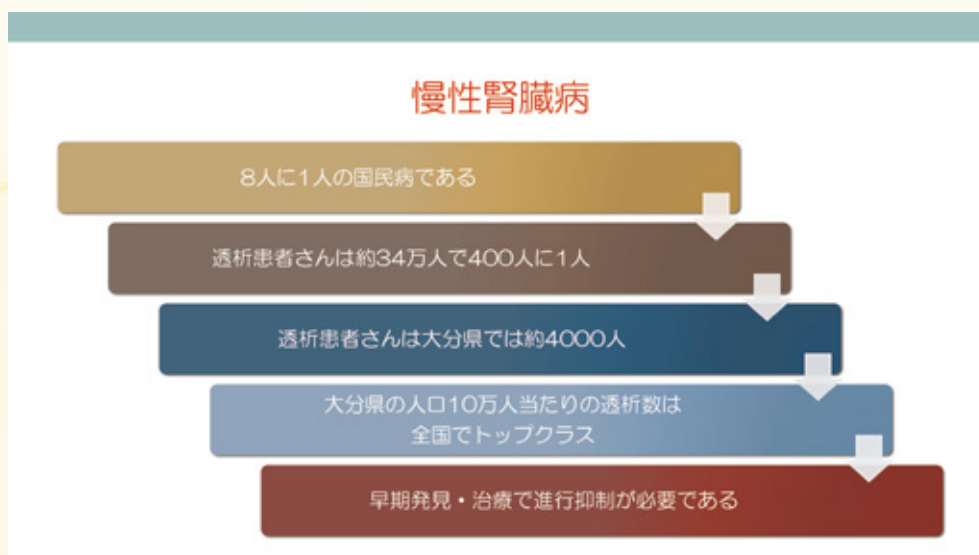 慢性腎臓病
8人に1人の国民病である
透析患者さんは約34万人で400人に1人
透析患者さんは大分県では約4000人
大分県の人口10万人当たりの透析数は
全国でトップクラス
早期発見・治療で進行抑制が必要である